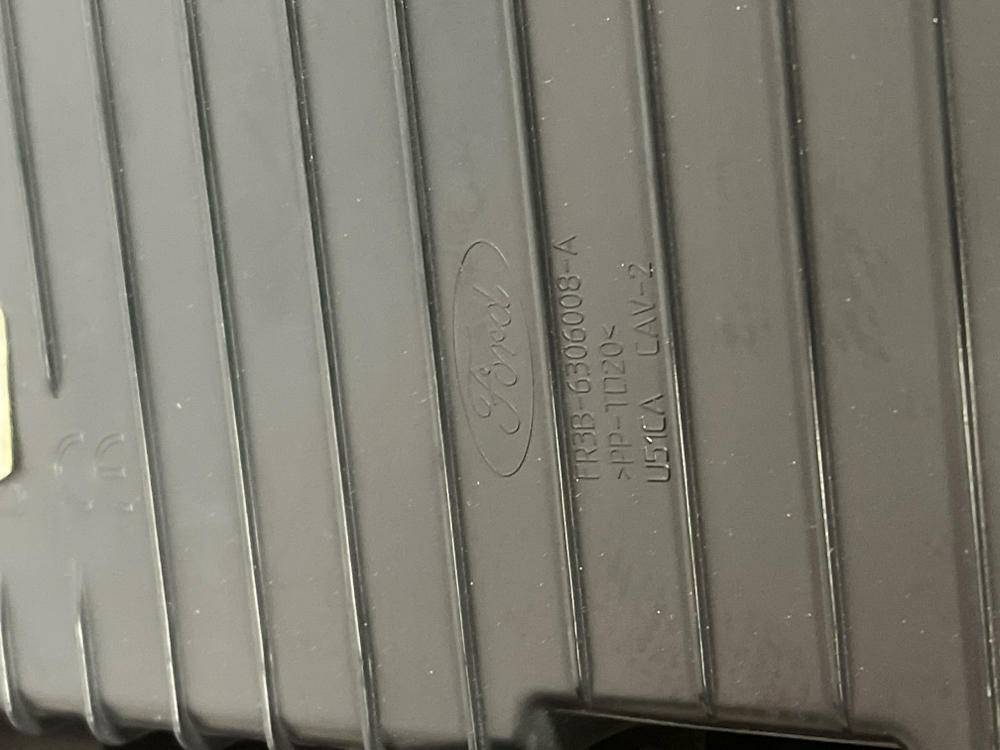 Ford
FR3B-6306008-A
>PP-TD20<
U51CA CAV-2